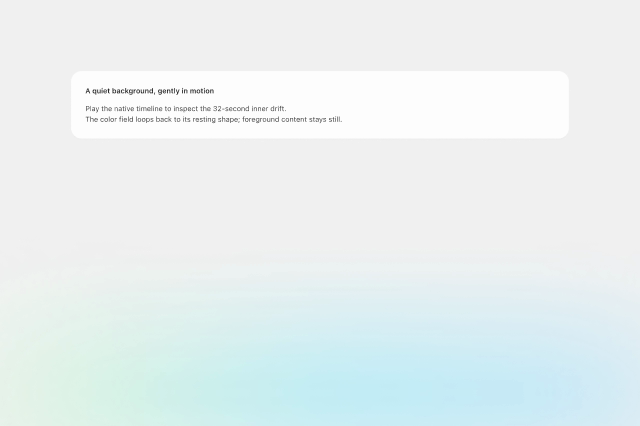 A quiet background, gently in motion
Play the native timeline to inspect the 32-second inner drift.
The color field loops back to its resting shape; foreground content stays still.